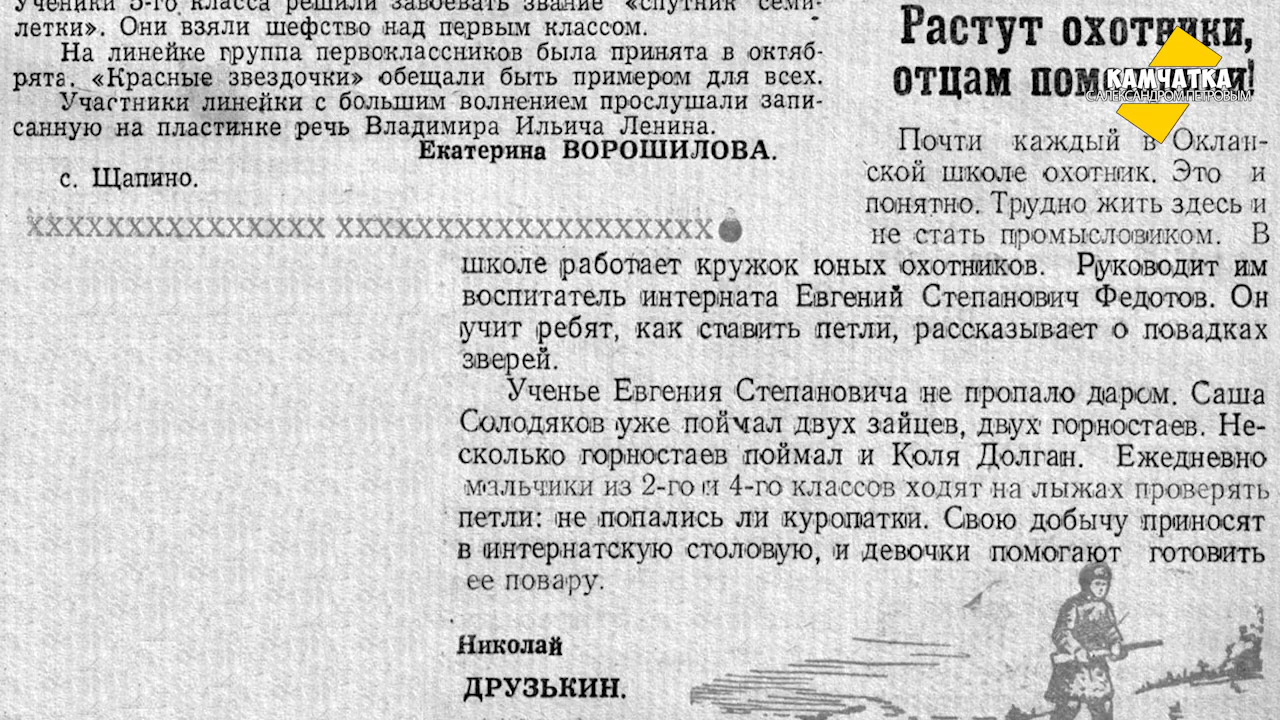 Ученики 5-го класса решили завоевать звание «спутник семи-
летки». Они взяли шефство над первым классом.
На линейке группа первоклассников была принята в октяб-
рята. «Красные звездочки» обещали быть примером для всех.
Участники линейки с большим волнением прослушали запи-
санную на пластинке речь Владимира Ильича Ленина.
Екатерина ВОРОШИЛОВА.
с. Щапино.
ХХХХХХХХХХХХХХХ ХХХХХХХХХХХХХХХХХХХ
Растут охотники,
отцам
КАМЧАТКА
С АЛЕКСАНДРОМ ПЕТРОВЫМ
Почти каждый в Оклан-
ской школе охотник. Это и
понятно. Трудно жить здесь и
не стать промысловиком. В
школе работает кружок юных охотников. Руководит им
воспитатель интерната Евгений Степанович Федотов. Он
учит ребят, как ставить петли, рассказывает о повадках
зверей.
Ученье Евгения Степановича не пропало даром. Саша
Солодяков уже поймал двух зайцев, двух горностаев. Не-
сколько горностаев поймал и Коля Долган. Ежедневно
мальчики из 2-го и 4-го классов ходят на лыжах проверять
петли: не попались ли куропатки. Свою добычу приносят
в интернатскую столовую, и девочки помогают готовить
ее повару.
Николай
ДРУЗЬКИН.